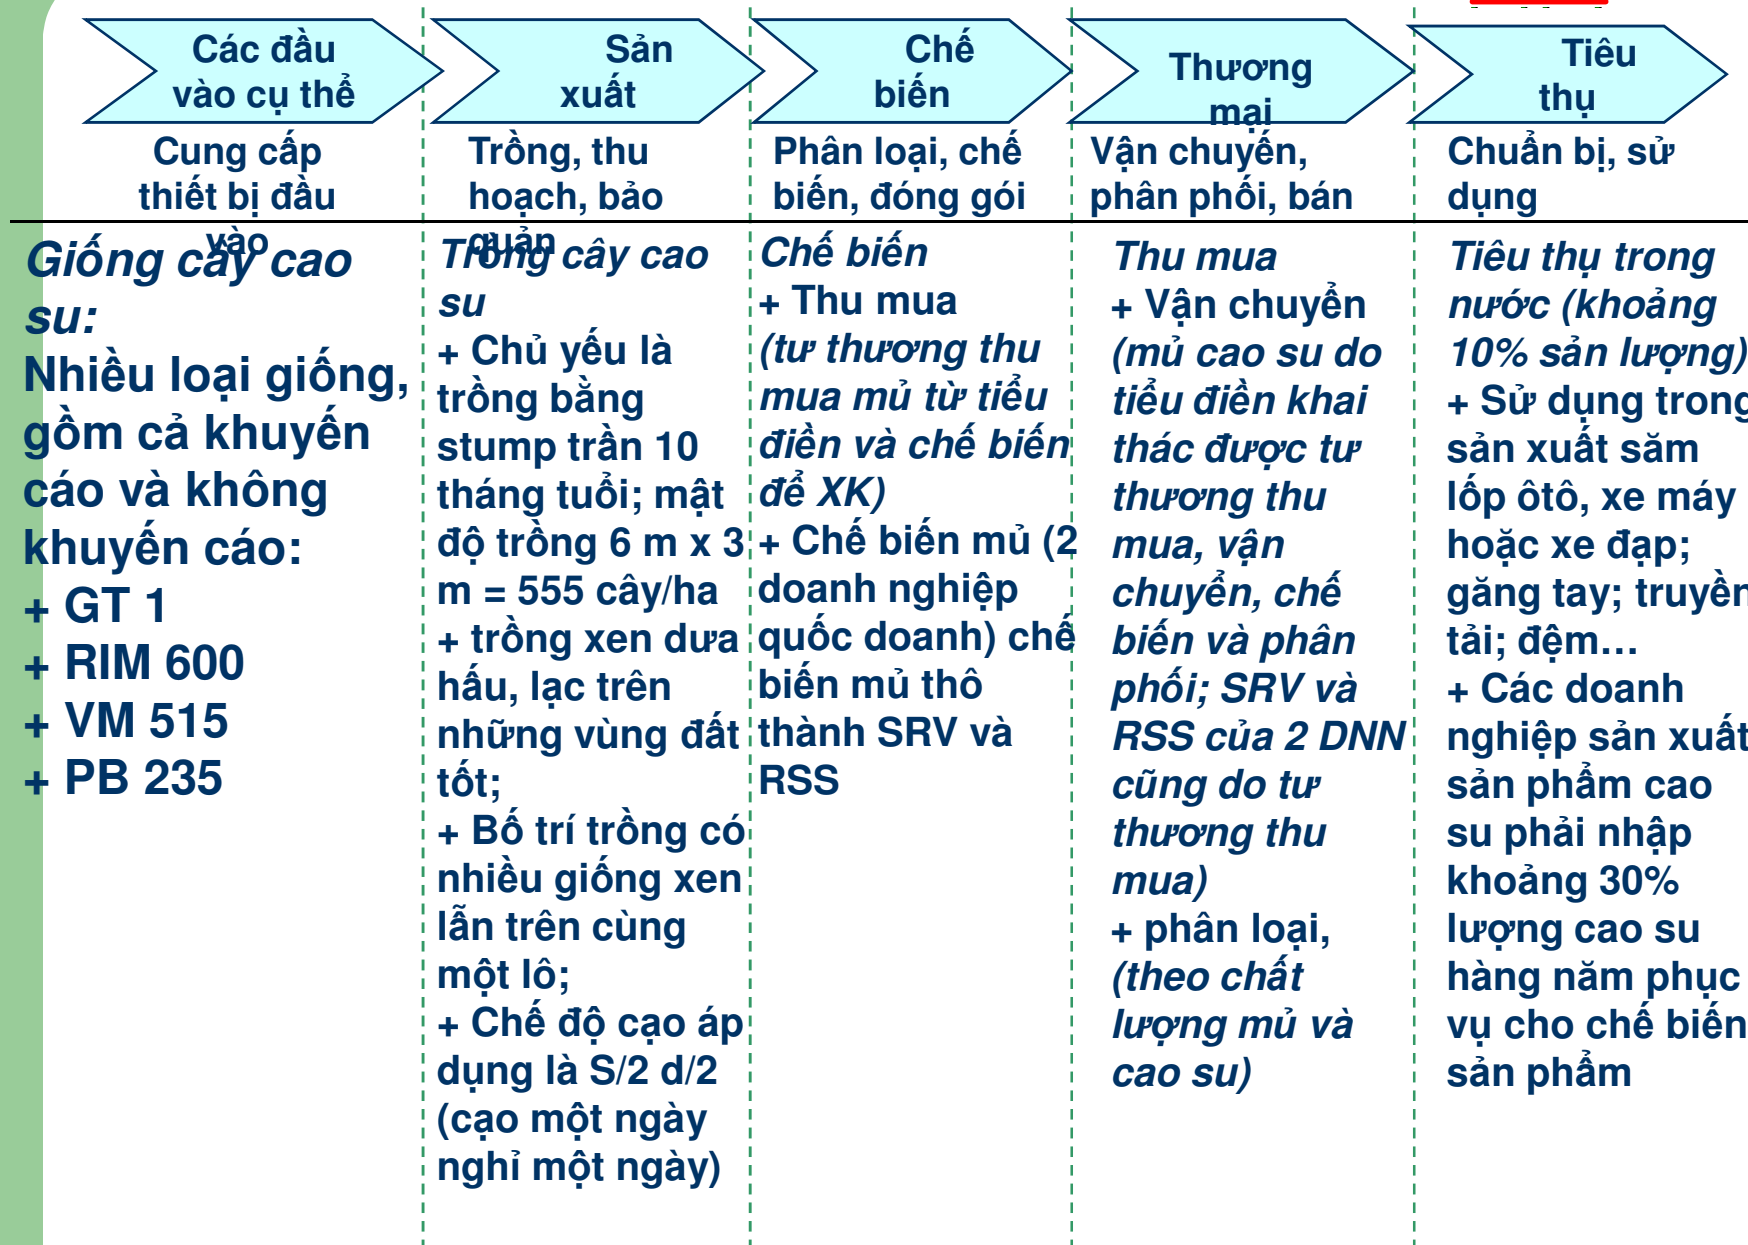 Các đầu
vào cụ thể
Cung cấp
thiết bị đầu
vào
Giống cây cao
su:
Nhiều loại giống,
gồm cả khuyến
cáo và không
khuyến cáo:
+ GT 1
+ RIM 600
+ VM 515
+ PB 235
Sản
xuất
Trồng, thu
hoạch, bảo
quản
Trồng cây cao
su
+ Chủ yếu là
trồng bằng
stump trần 10
tháng tuổi; mật
độ trồng 6 m x 3
m = 555 cây/ha
+ trồng xen dưa
hấu, lạc trên
những vùng đất
tốt;
+ Bố trí trồng có
nhiều giống xen
lẫn trên cùng
một lô;
+ Chế độ cạo áp
dụng là S/2 d/2
(cạo một ngày
nghỉ một ngày)
Chế
biến
Phân loại, chế
biến, đóng gói
Chế biến
+ Thu mua
(tư thương thu
mua mủ từ tiểu
điền và chế biến
để XK)
+ Chế biến mủ (2
doanh nghiệp
quốc doanh) chế
biến mủ thô
thành SRV và
RSS
Thương
mại
Vận chuyển,
phân phối, bán
Thu mua
+ Vận chuyển
(mủ cao su do
tiểu điền khai
thác được tư
thương thu
mua, vận
chuyển, chế
biến và phân
phối; SRV và
RSS của 2 DNN
cũng do tư
thương thu
mua)
+ phân loại,
(theo chất
lượng mủ và
cao su)
Tiêu
thụ
Chuẩn bị, sử
dụng
Tiêu thụ trong
nước (khoảng
10% sản lượng)
+ Sử dụng trong
sản xuất săm
lốp ôtô, xe máy
hoặc xe đạp;
găng tay; truyền
tải; đệm...
+ Các doanh
nghiệp sản xuất
sản phẩm cao
su phải nhập
khoảng 30%
lượng cao su
hàng năm phục
vụ cho chế biến
sản phẩm